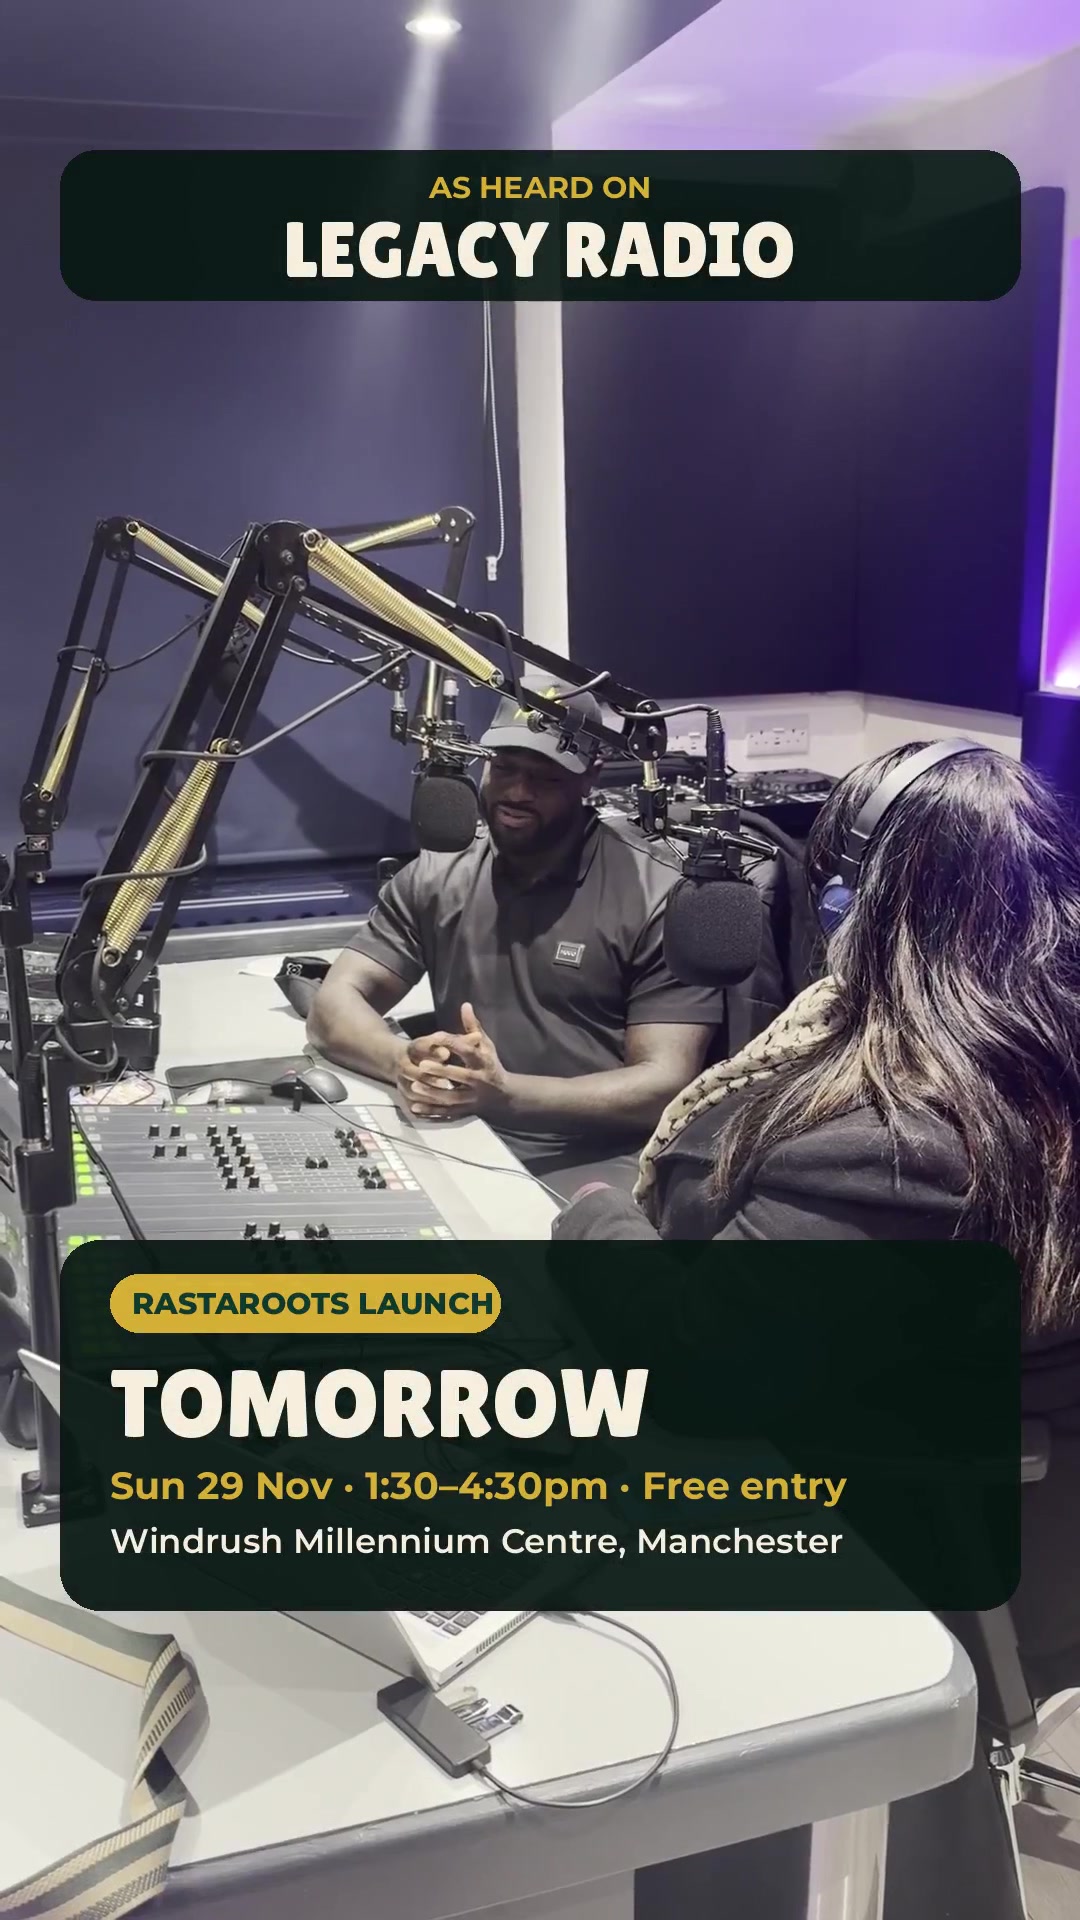 AS HEARD ON
LEGACY RADIO
SONY
RASTAROOTS LAUNCH
TOMORROW
Sun 29 Nov · 1:30–4:30pm · Free entry
Windrush Millennium Centre, Manchester